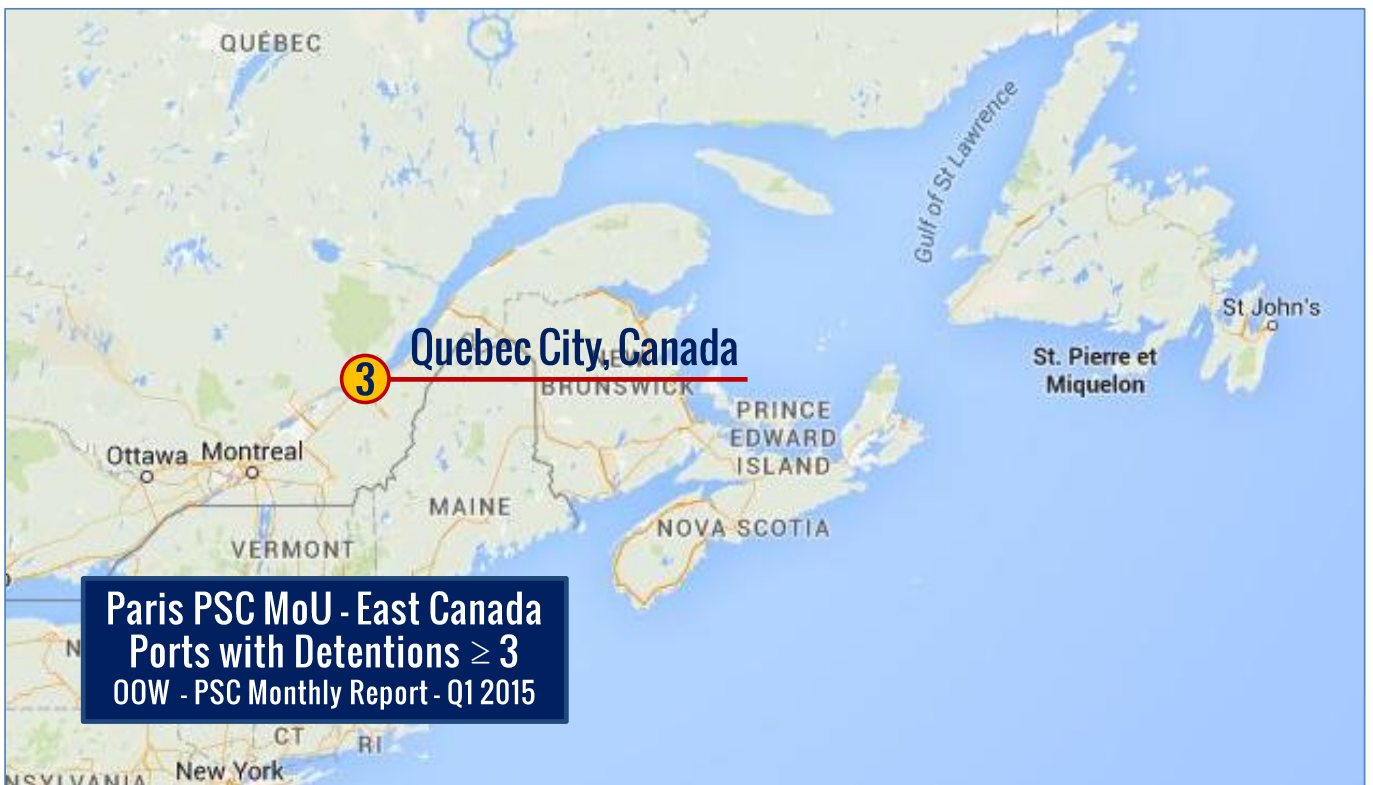 QUÉBEC
Gulf of St Lawrence
St John's
Quebec City, Canada
3
NEW
BRUNSWICK
St. Pierre et
Miquelon
PRINCE
EDWARD
ISLAND
Ottawa
Montreal
MAINE
NOVA SCOTIA
VERMONT
Paris PSC MoU - East Canada
Ports with Detentions ≥ 3
OOW - PSC Monthly Report - Q1 2015
N
CT
RI
New York
NSYLVANIA